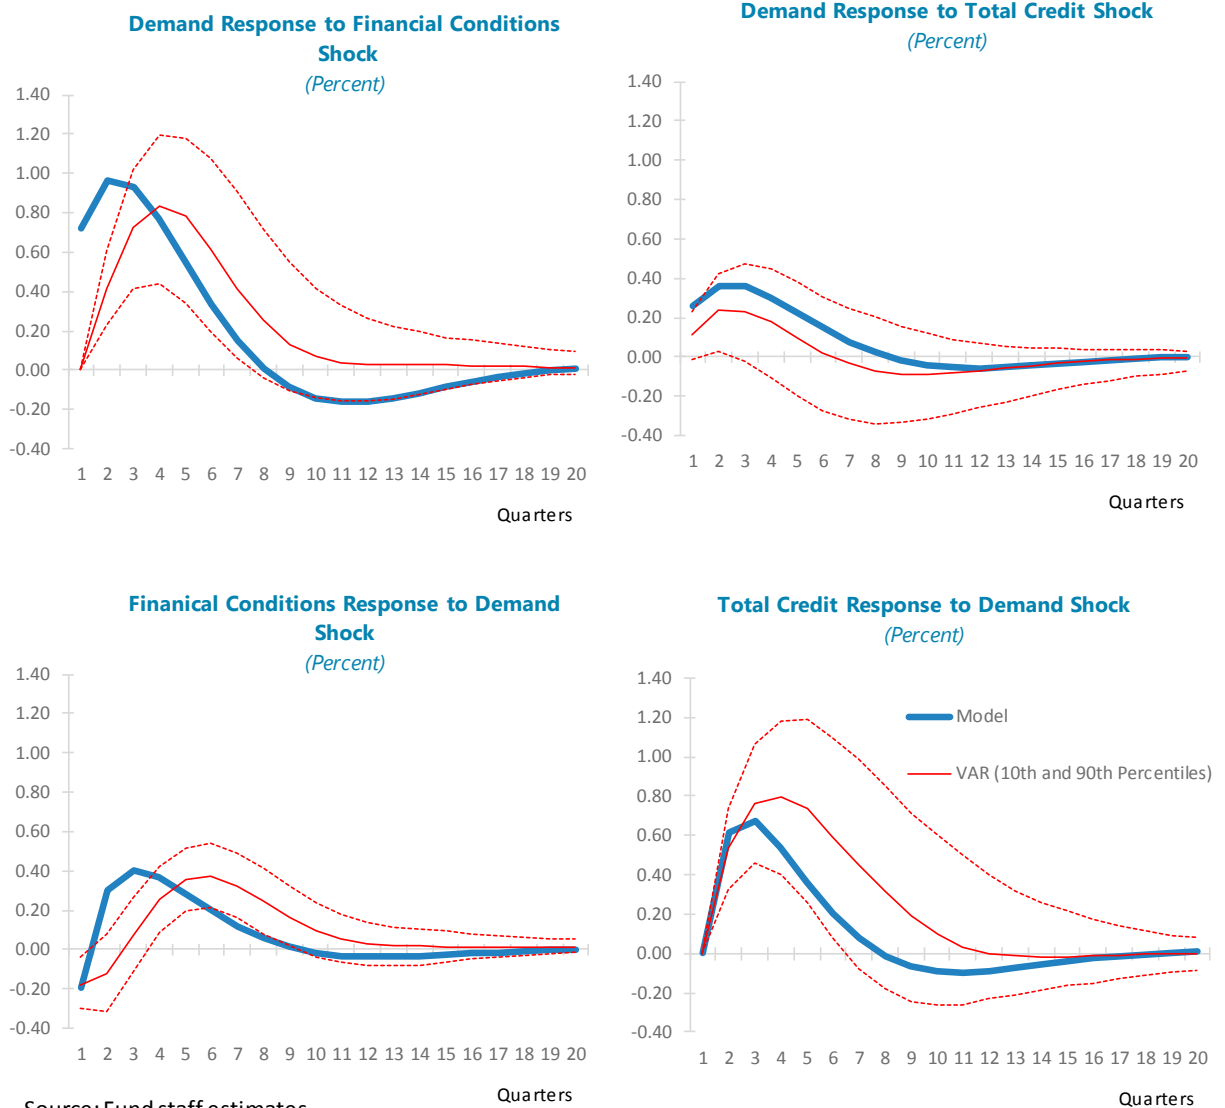 Demand Response to Financial Conditions
Shock
(Percent)
1.40
1.20
1.00
0.80
0.60
0.40
0.20
0.00
-0.20
-0.40
1 2 3 4 5 6 7 8 9 10 11 12 13 14 15 16 17 18 19 20
Quarters
Demand Response to Total Credit Shock
(Percent)
1.40
1.20
1.00
0.80
0.60
0.40
0.20
0.00
-0.20
-0.40
1 2 3 4 5 6 7 8 9 10 11 12 13 14 15 16 17 18 19 20
Quarters
Finanical Conditions Response to Demand
Shock
(Percent)
1.40
1.20
1.00
0.80
0.60
0.40
0.20
0.00
-0.20
-0.40
1 2 3 4 5 6 7 8 9 10 11 12 13 14 15 16 17 18 19 20
Quarters
Total Credit Response to Demand Shock
(Percent)
1.40
1.20
1.00
0.80
0.60
0.40
0.20
0.00
-0.20
-0.40
Model
VAR (10th and 90th Percentiles)
1 2 3 4 5 6 7 8 9 10 11 12 13 14 15 16 17 18 19 20
Quarters
Source: Fund staff estimates